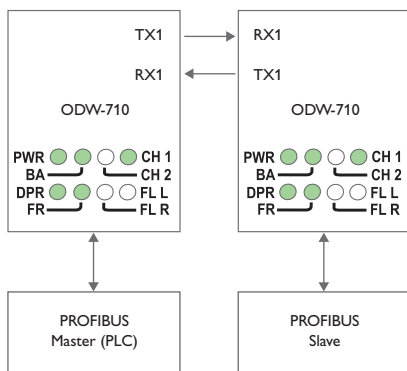 TX1
RX1
ODW-710
PWR CH 1
BA CH 2
DPR FL L
FR FL R
PROFIBUS
Master (PLC)
RX1
TX1
ODW-710
PWR CH 1
BA CH 2
DPR FL L
FR FL R
PROFIBUS
Slave